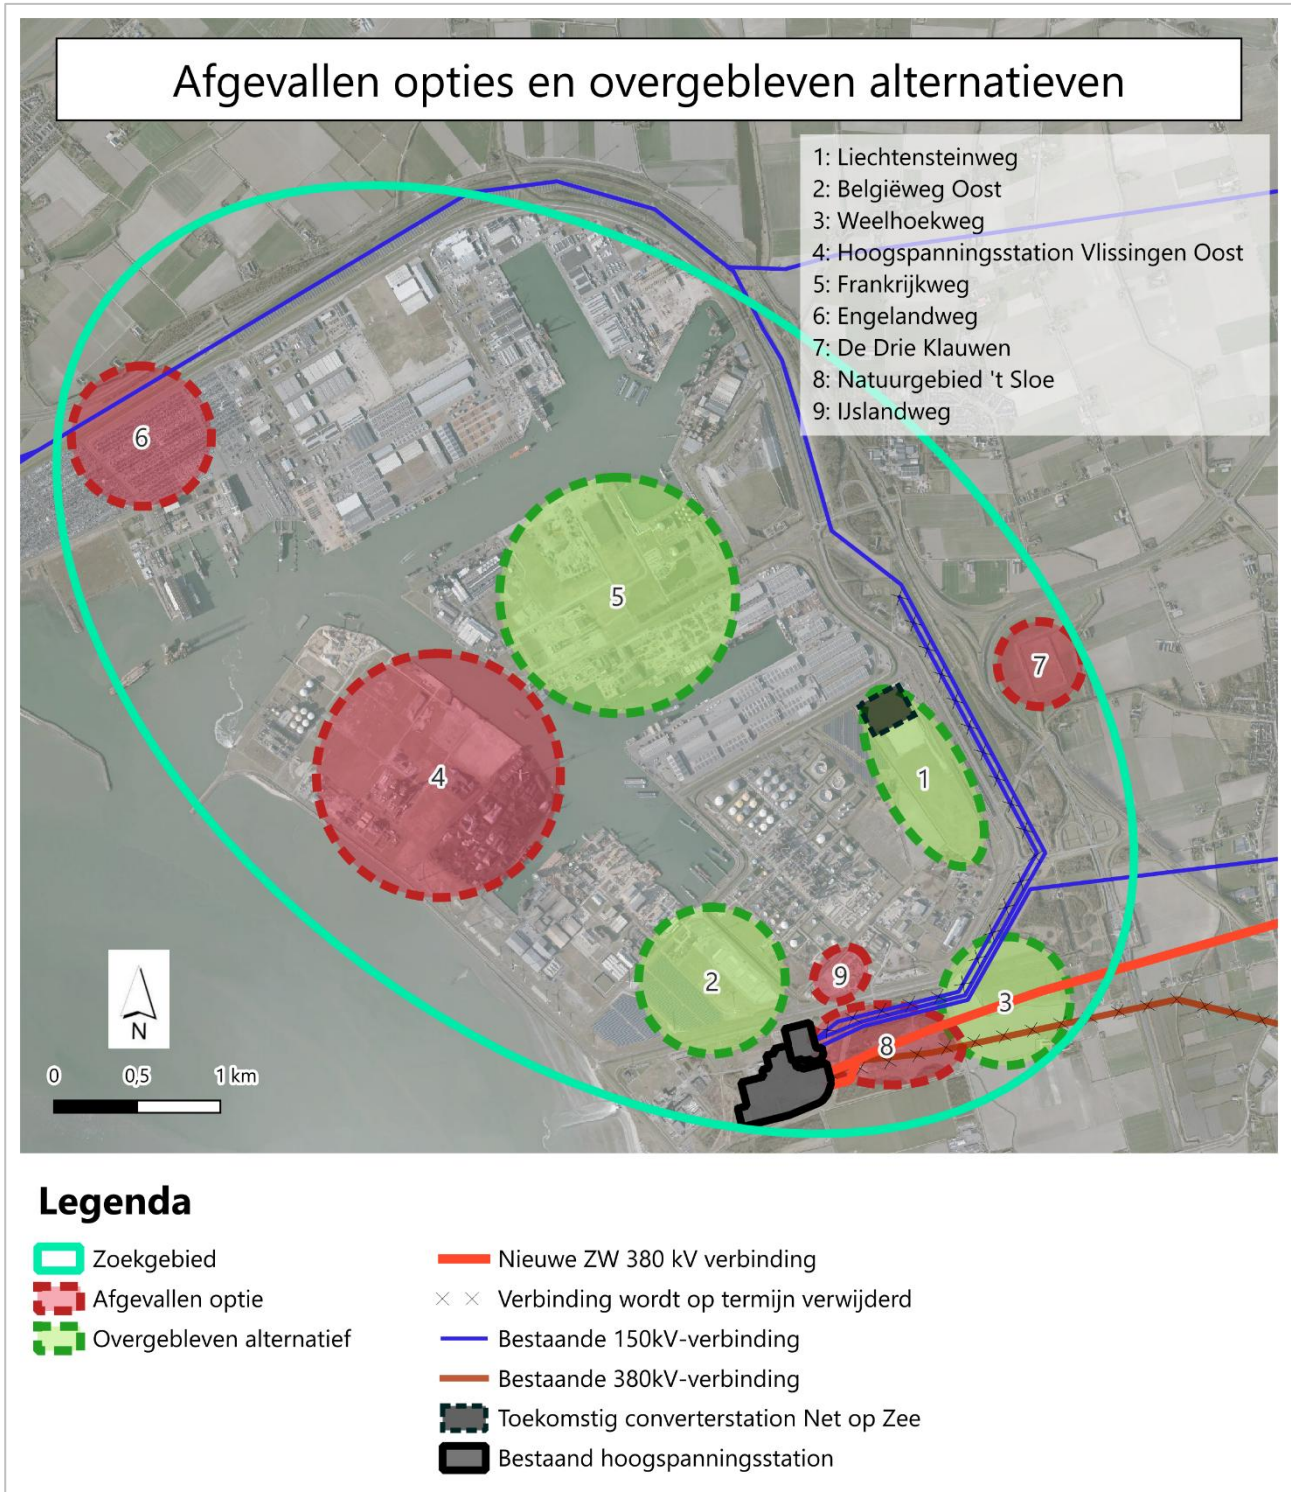 Afgevallen opties en overgebleven alternatieven
1: Liechtensteinweg
2: Belgiëweg Oost
3: Weelhoekweg
4: Hoogspanningsstation Vlissingen Oost
5: Frankrijkweg
6: Engelandweg
7: De Drie Klauwen
8: Natuurgebied 't Sloe
9: IJslandweg
6
5
7
4
1
2
9
3
8
N
0 0,5 1 km
Legenda
Zoekgebied
Afgevallen optie
Overgebleven alternatief
Nieuwe ZW 380 kV verbinding
Verbinding wordt op termijn verwijderd
Bestaande 150kV-verbinding
Bestaande 380kV-verbinding
Toekomstig converterstation Net op Zee
Bestaand hoogspanningsstation